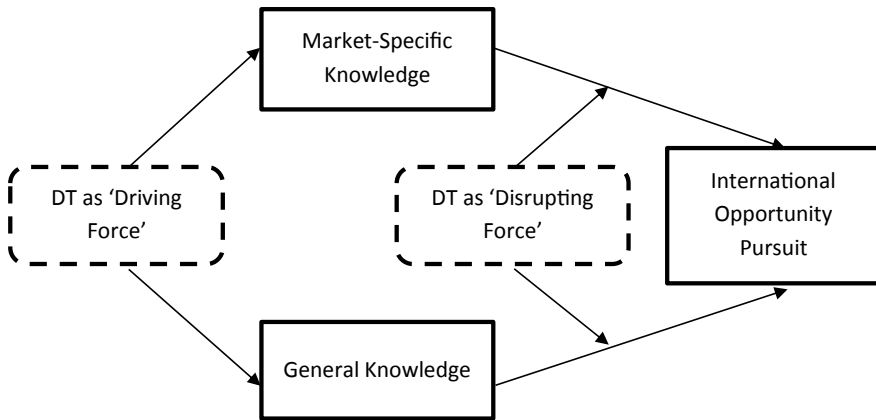 Market-Specific
Knowledge
DT as ‘Driving
Force’
DT as ‘Disrupting
Force’
International
Opportunity
Pursuit
General Knowledge